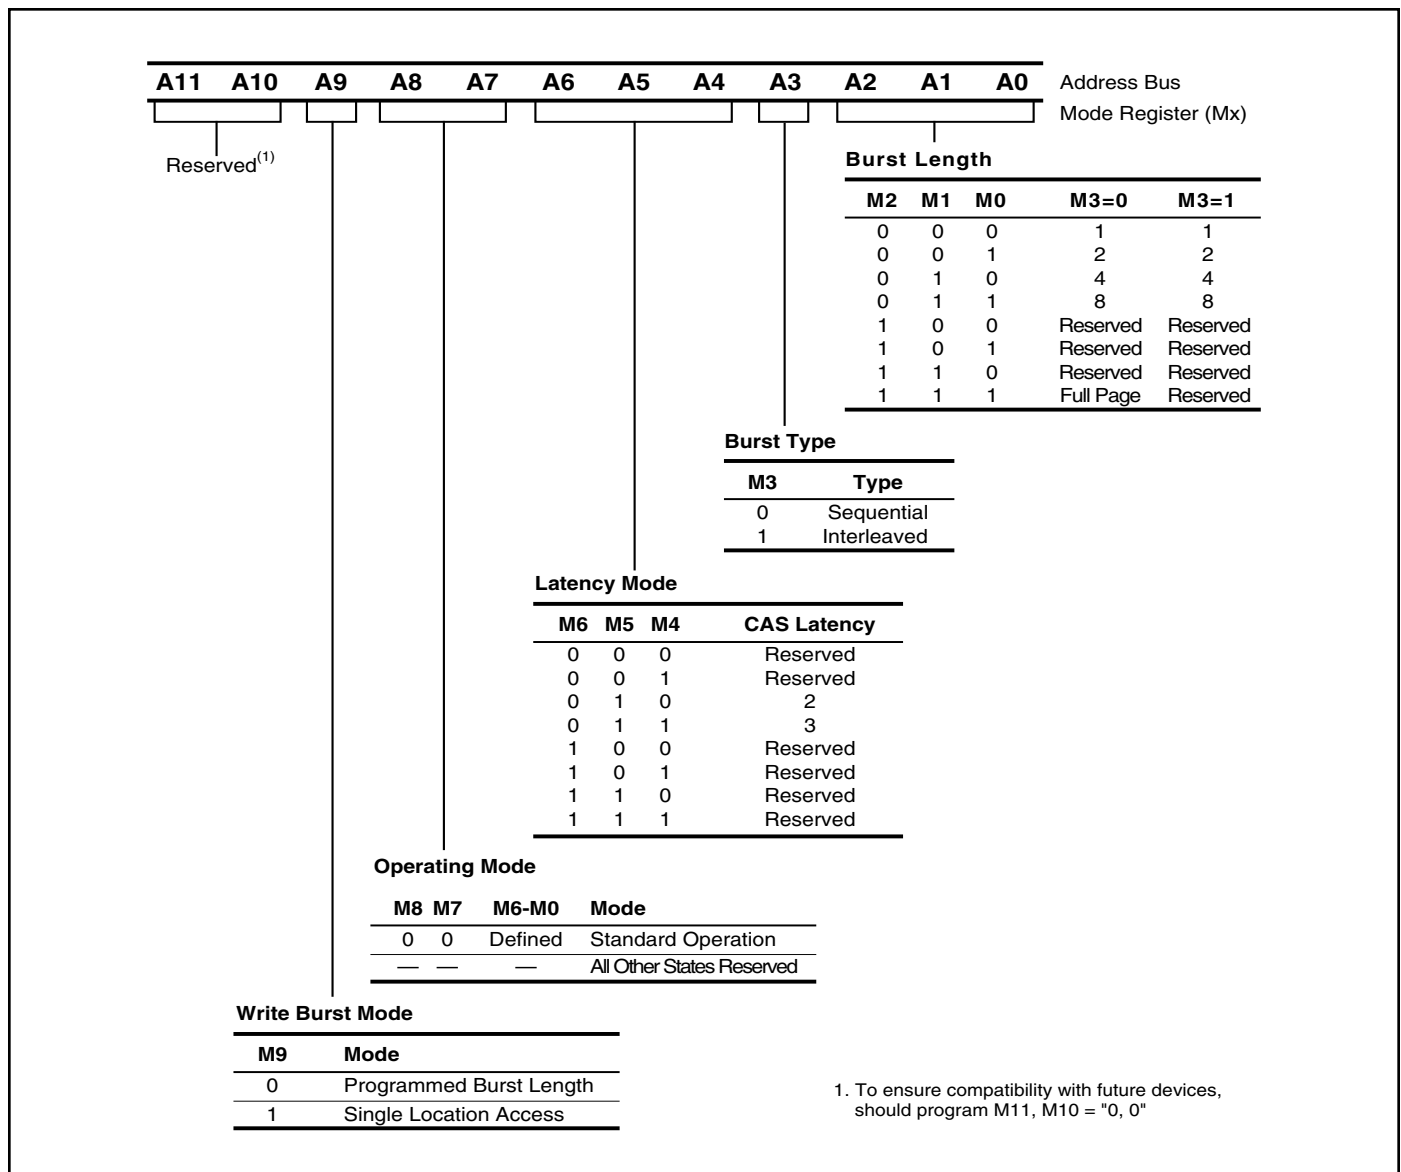 A11 A10 A9 A8 A7 A6 A5 A4 A3 A2 A1 A0 Address Bus
Mode Register (Mx)
Reserved(1)
Burst Length
M2 M1 M0 M3=0 M3=1
0 0 0 1 1
0 0 1 2 2
0 1 0 4 4
0 1 1 8 8
1 0 0 Reserved Reserved
1 0 1 Reserved Reserved
1 1 0 Reserved Reserved
1 1 1 Full Page Reserved
Burst Type
M3 Type
0 Sequential
1 Interleaved
Latency Mode
M6 M5 M4 CAS Latency
0 0 0 Reserved
0 0 1 Reserved
0 1 0 2
0 1 1 3
1 0 0 Reserved
1 0 1 Reserved
1 1 0 Reserved
1 1 1 Reserved
Operating Mode
M8 M7 M6-M0 Mode
0 0 Defined Standard Operation
— — — All Other States Reserved
Write Burst Mode
M9 Mode
0 Programmed Burst Length
1 Single Location Access
1. To ensure compatibility with future devices,
should program M11, M10 = "0, 0"